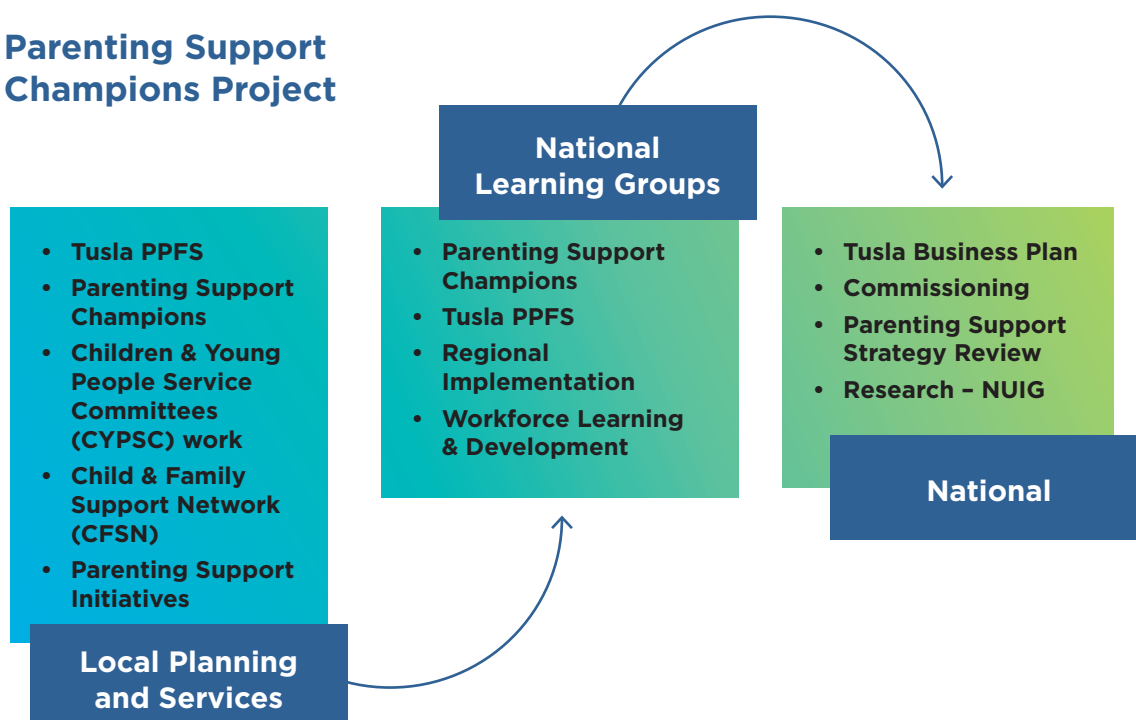 Parenting Support
Champions Project
• Tusla PPFS
• Parenting Support
Champions
• Children & Young
People Service
Committees
(CYPSC) work
• Child & Family
Support Network
(CFSN)
• Parenting Support
Initiatives
Local Planning
and Services
National
Learning Groups
• Parenting Support
Champions
• Tusla PPFS
• Regional
Implementation
• Workforce Learning
& Development
• Tusla Business Plan
• Commissioning
• Parenting Support
Strategy Review
• Research – NUIG
National